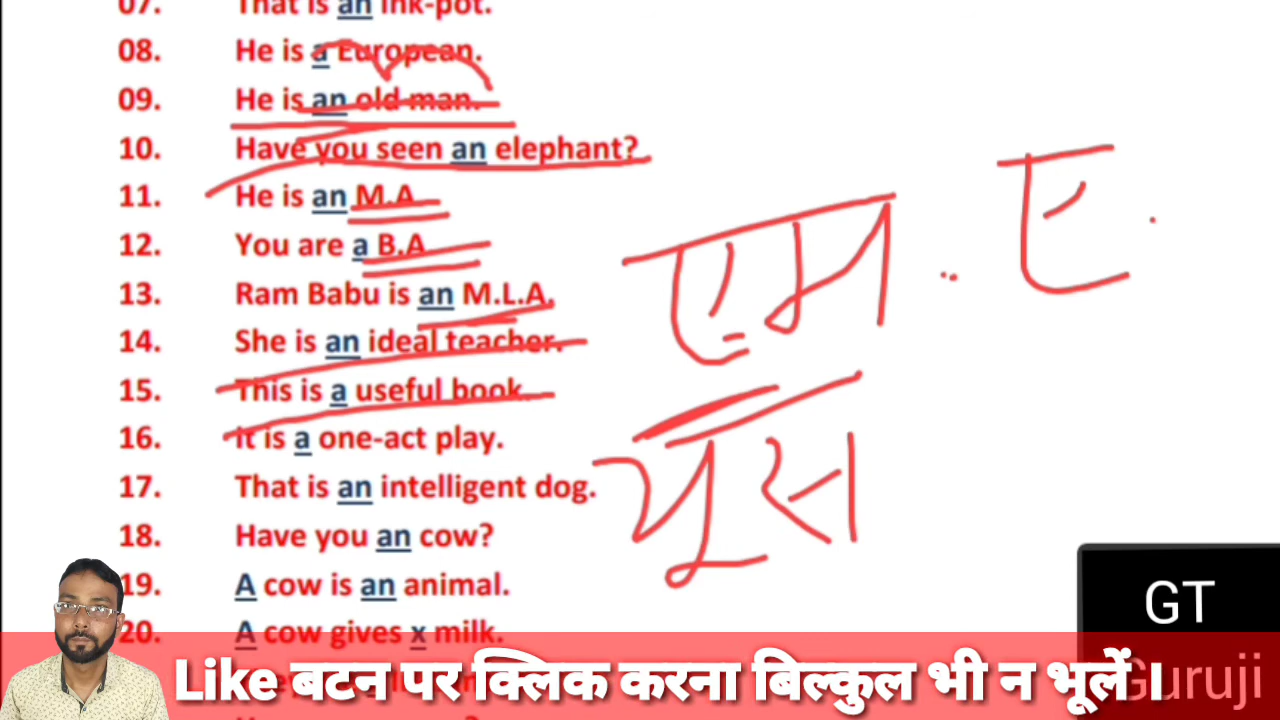 07. That is an ink-pot.
08. He is a European.
09. He is an old man.
10. Have you seen an elephant?
11. He is an M.A.
12. You are a B.A
13. Ram Babu is an M.L.A.
14. She is an ideal teacher.
15. This is a useful book.
16. It is a one-act play.
17. That is an intelligent dog.
18. Have you an cow?
19. A cow is an animal.
20. A cow gives x milk.
एम.. ए.
यूस
GT
Guruji
Like बटन पर क्लिक करना बिल्कुल भी न भूलें ।